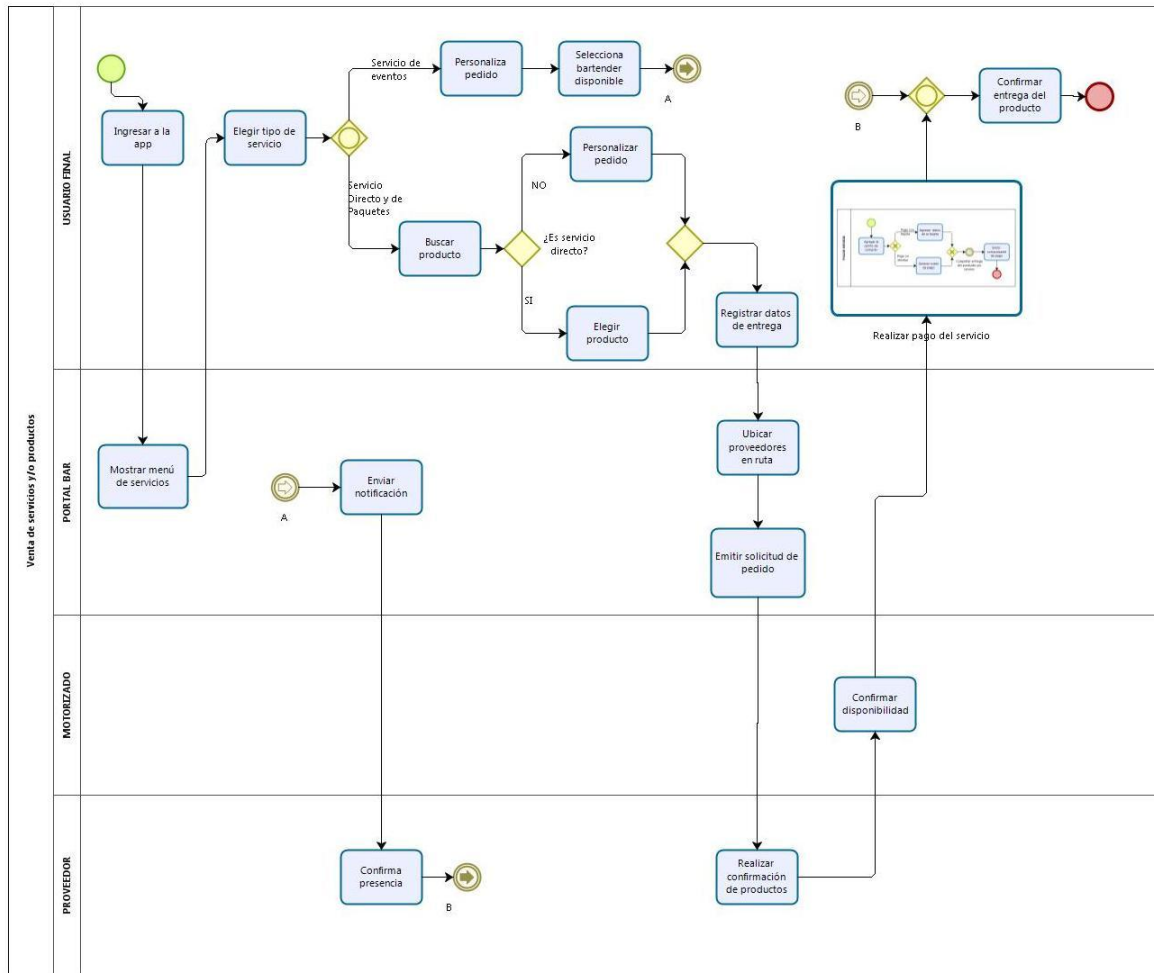 Venta de servicios y/o productos
USUARIO FINAL
Ingresar a la
app
Elegir tipo de
servicio
Servicio de
eventos
Personaliza
pedido
Selecciona
bartender
disponible
A
Servicio
Directo y de
Paquetes
Buscar
producto
¿Es servicio
directo?
NO
Personalizar
pedido
SI
Elegir
producto
Registrar datos
de entrega
B
Confirmar
entrega del
producto
Realizar pago del servicio
PORTAL BAR
Mostrar menú
de servicios
A
Enviar
notificación
Ubicar
proveedores
en ruta
Emitir solicitud de
pedido
MOTORIZADO
Confirmar
disponibilidad
PROVEEDOR
Confirma
presencia
B
Realizar
confirmación
de productos